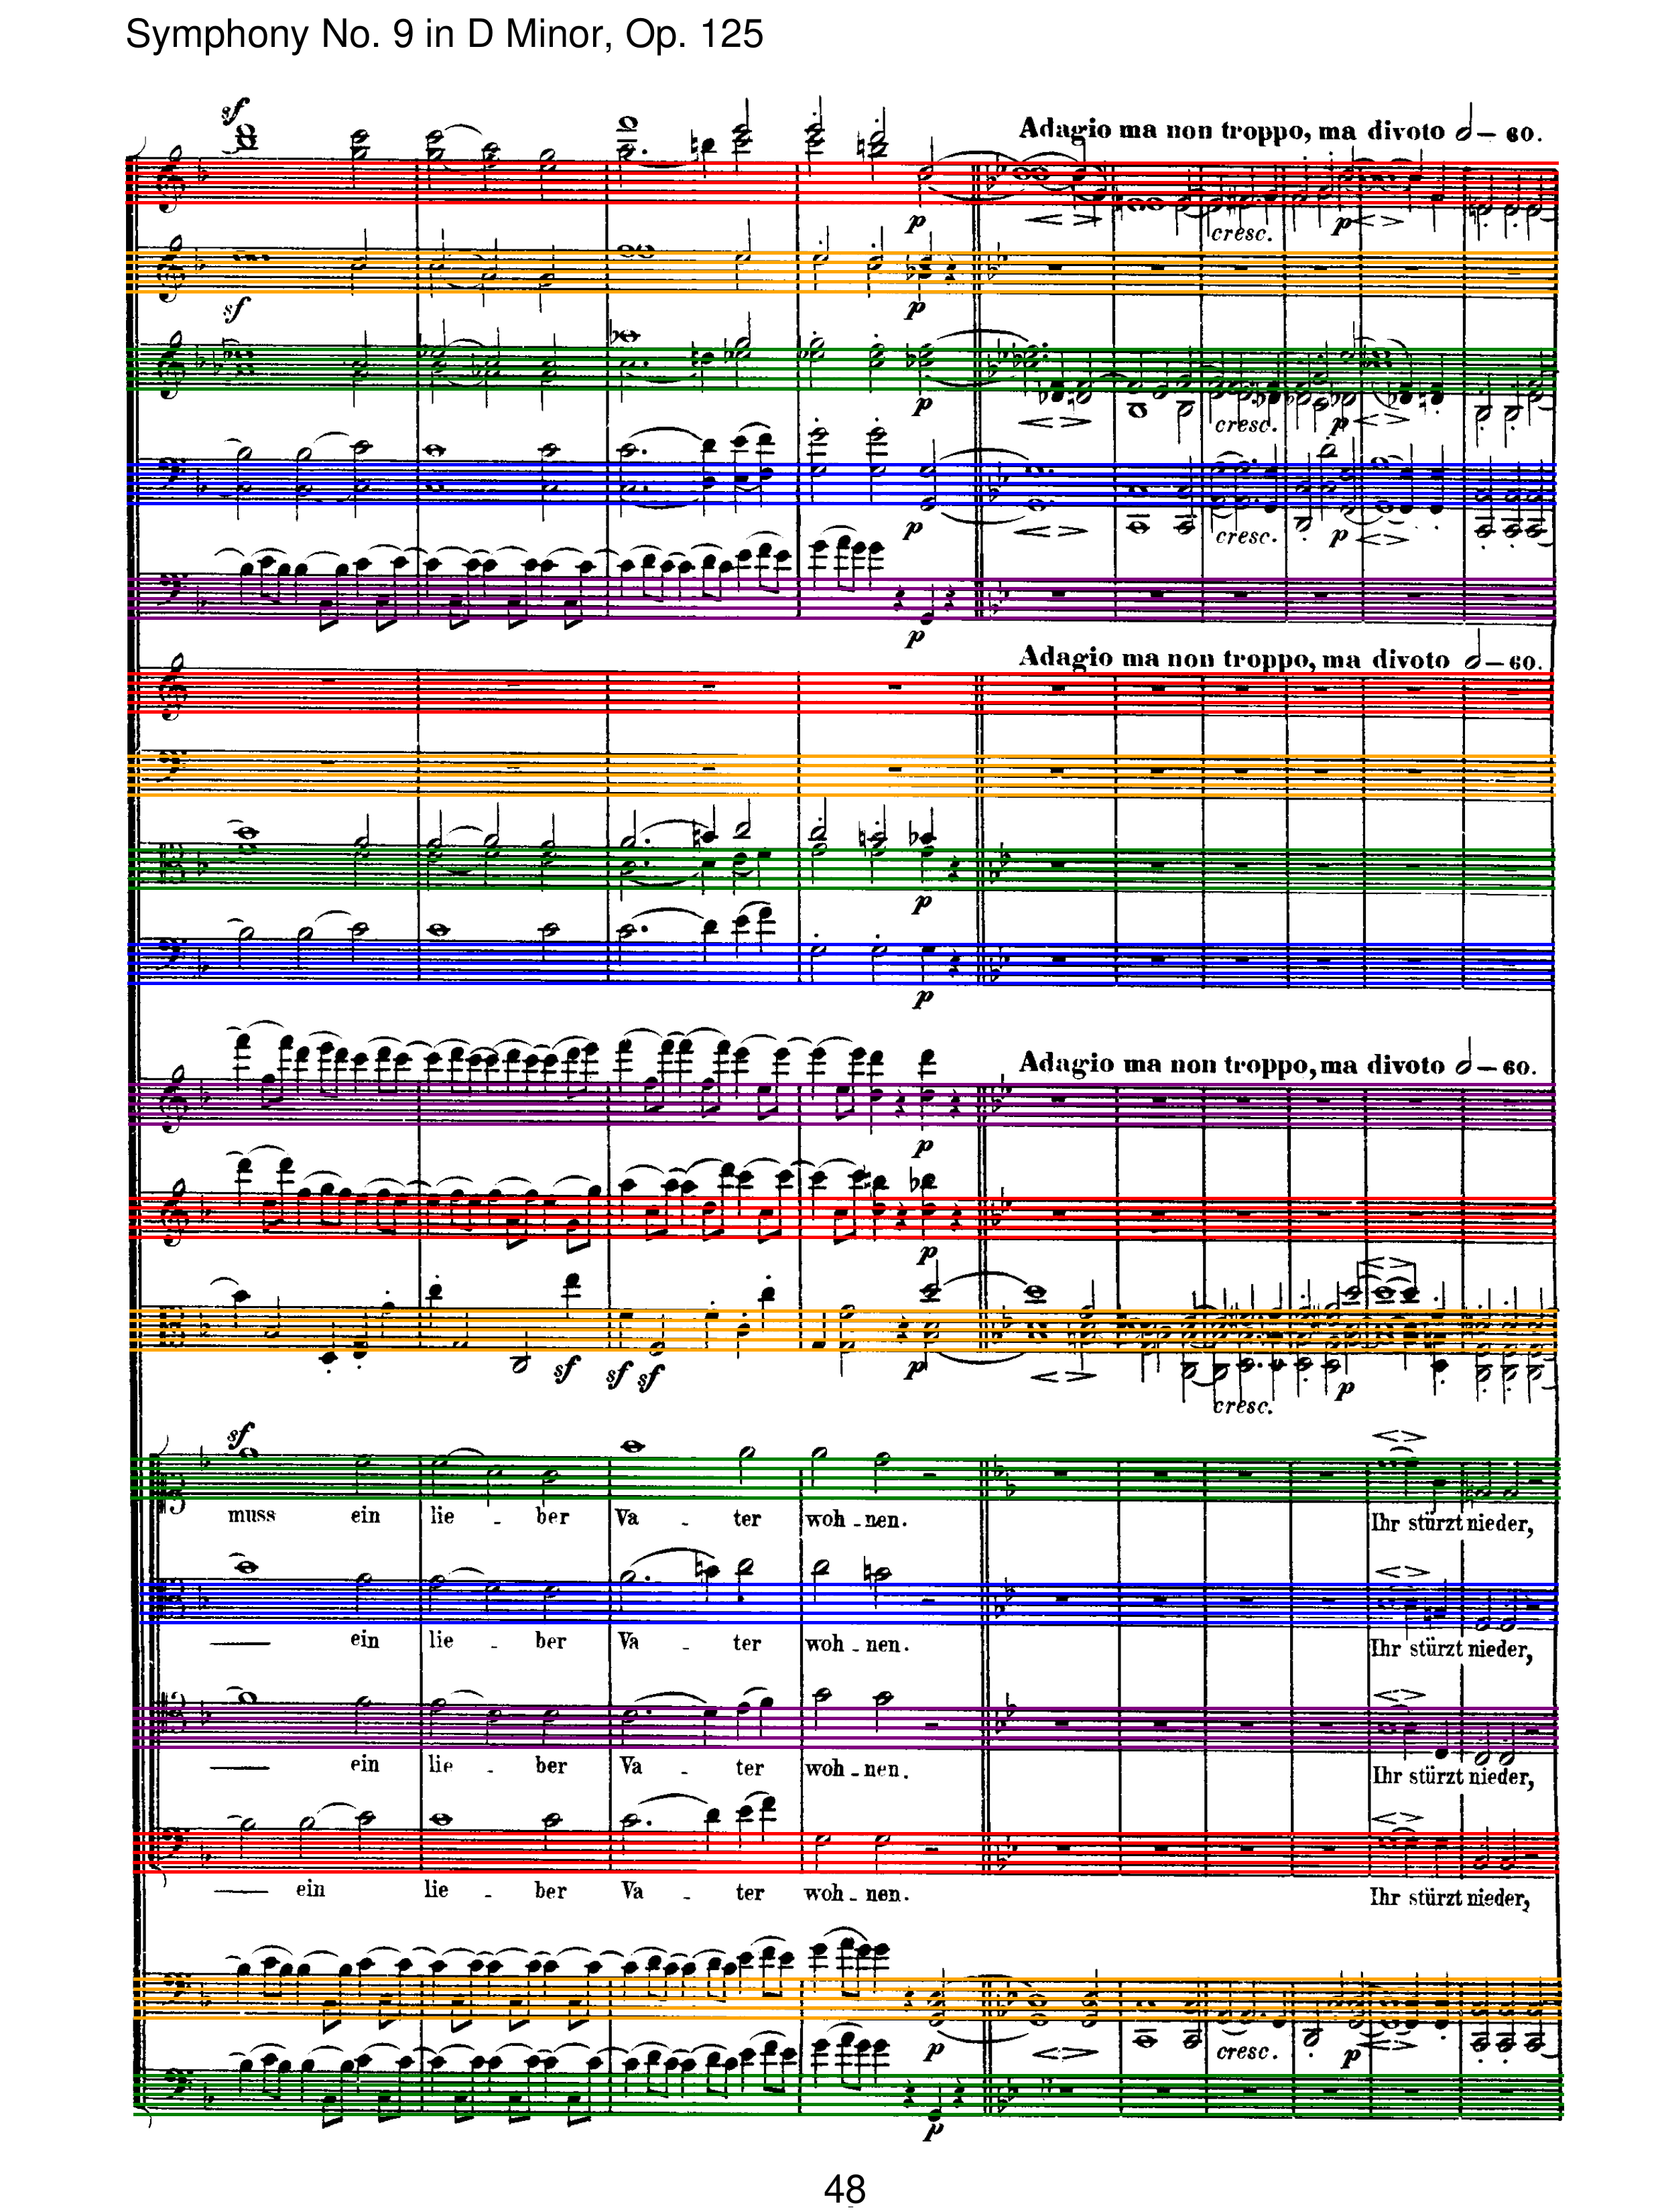 Symphony No. 9 in D Minor, Op. 125
sf
Adagio ma non troppo, ma divoto 𝅗𝅥 – 60.
p
cresc.
p
sf
p
p
cresc.
p
p
cresc.
p
p
Adagio ma non troppo, ma divoto 𝅗𝅥 – 60.
p
p
Adagio ma non troppo, ma divoto 𝅗𝅥 – 60.
p
p
sf sf sf p p
cresc.
sf
muss ein lie - ber Va - ter woh - nen. Ihr stürzt nieder,
ein lie - ber Va - ter woh - nen. Ihr stürzt nieder,
ein lie - ber Va - ter woh - nen. Ihr stürzt nieder,
ein lie - ber Va - ter woh - nen. Ihr stürzt nieder,
p cresc. p
p
48